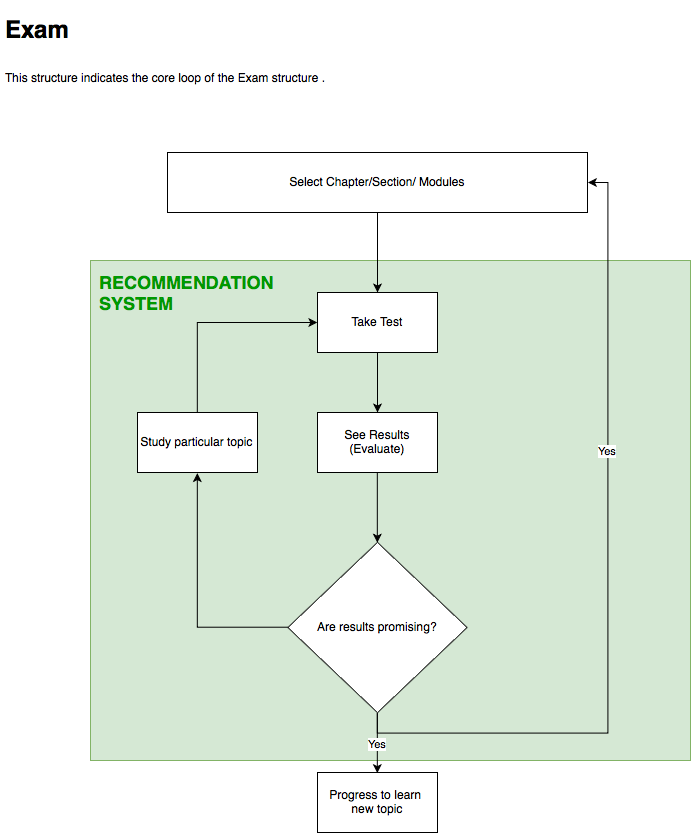 Exam
This structure indicates the core loop of the Exam structure .
Select Chapter/Section/ Modules
RECOMMENDATION
SYSTEM
Take Test
Study particular topic
See Results
(Evaluate)
Yes
Are results promising?
Yes
Progress to learn
new topic